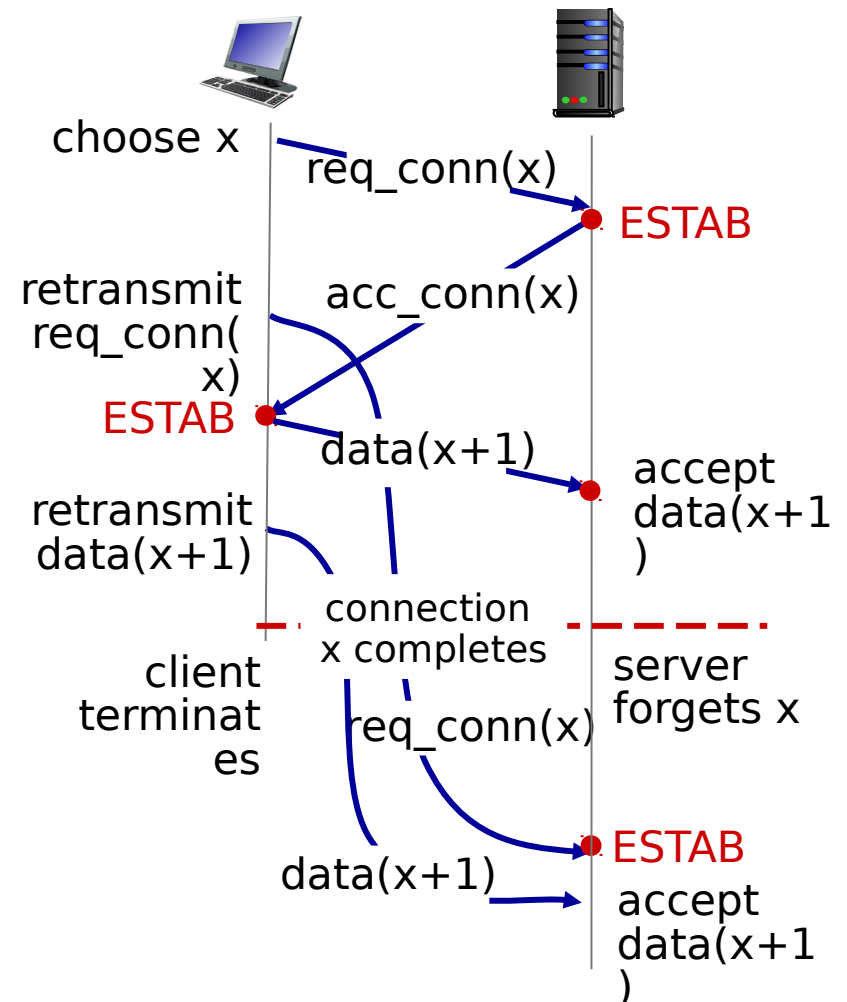 choose x
req_conn(x)
ESTAB
retransmit
req_conn(
x)
acc_conn(x)
ESTAB
data(x+1)
accept
data(x+1
)
retransmit
data(x+1)
connection
x completes
client
terminat
es
server
forgets x
req_conn(x)
ESTAB
data(x+1)
accept
data(x+1
)